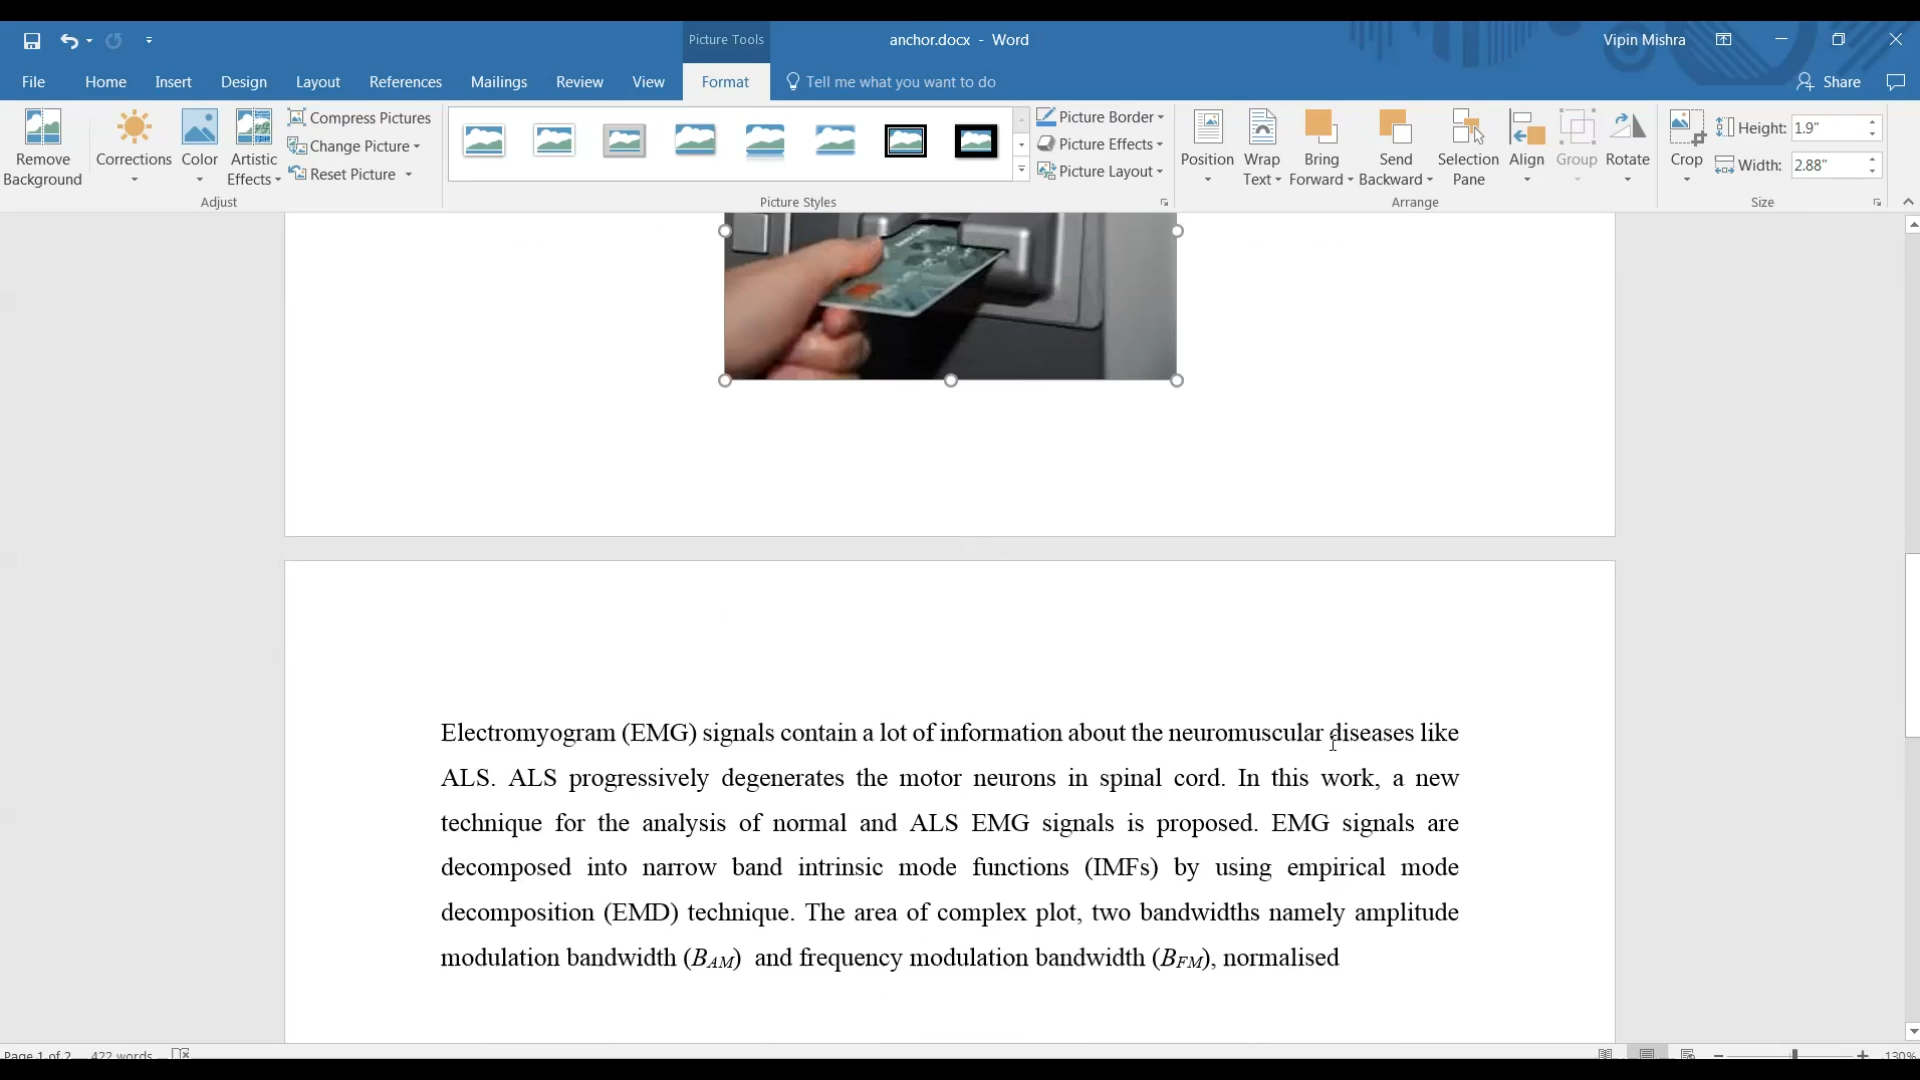 Picture Tools
anchor.docx - Word
Vipin Mishra
File Home Insert Design Layout References Mailings Review View Format Tell me what you want to do Share
Remove Background
Corrections
Color
Artistic Effects
Compress Pictures
Change Picture
Reset Picture
Adjust
Picture Styles
Picture Border
Picture Effects
Picture Layout
Position
Wrap Text
Bring Forward
Send Backward
Selection Pane
Align
Group
Rotate
Arrange
Crop
Height: 1.9"
Width: 2.88"
Size
Electromyogram (EMG) signals contain a lot of information about the neuromuscular diseases like
ALS. ALS progressively degenerates the motor neurons in spinal cord. In this work, a new
technique for the analysis of normal and ALS EMG signals is proposed. EMG signals are
decomposed into narrow band intrinsic mode functions (IMFs) by using empirical mode
decomposition (EMD) technique. The area of complex plot, two bandwidths namely amplitude
modulation bandwidth (BAM) and frequency modulation bandwidth (BFM), normalised
Page 1 of 2 422 words 130%